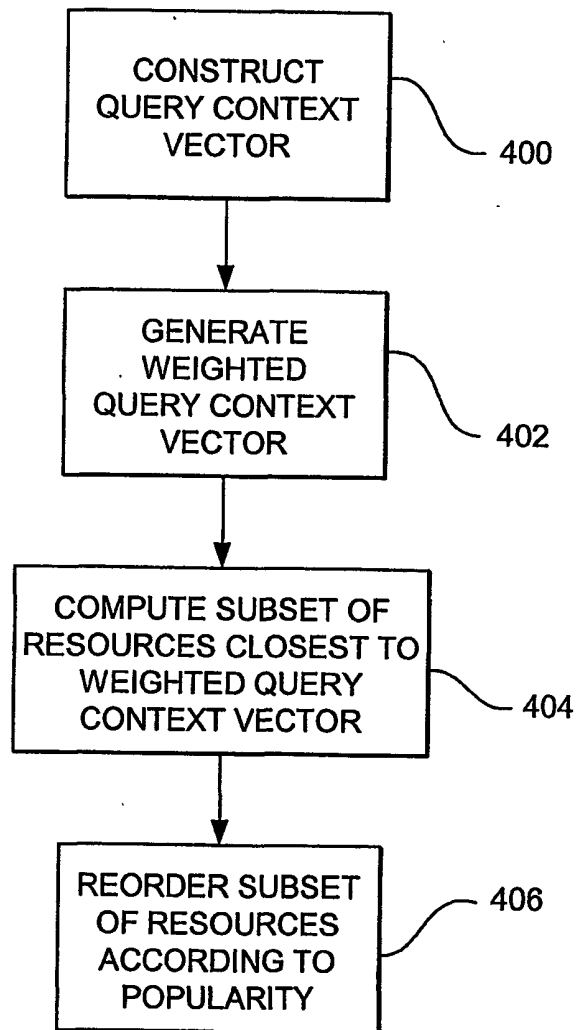 CONSTRUCT
QUERY CONTEXT
VECTOR
400
GENERATE
WEIGHTED
QUERY CONTEXT
VECTOR
402
COMPUTE SUBSET OF
RESOURCES CLOSEST TO
WEIGHTED QUERY
CONTEXT VECTOR
404
REORDER SUBSET
OF RESOURCES
ACCORDING TO
POPULARITY
406